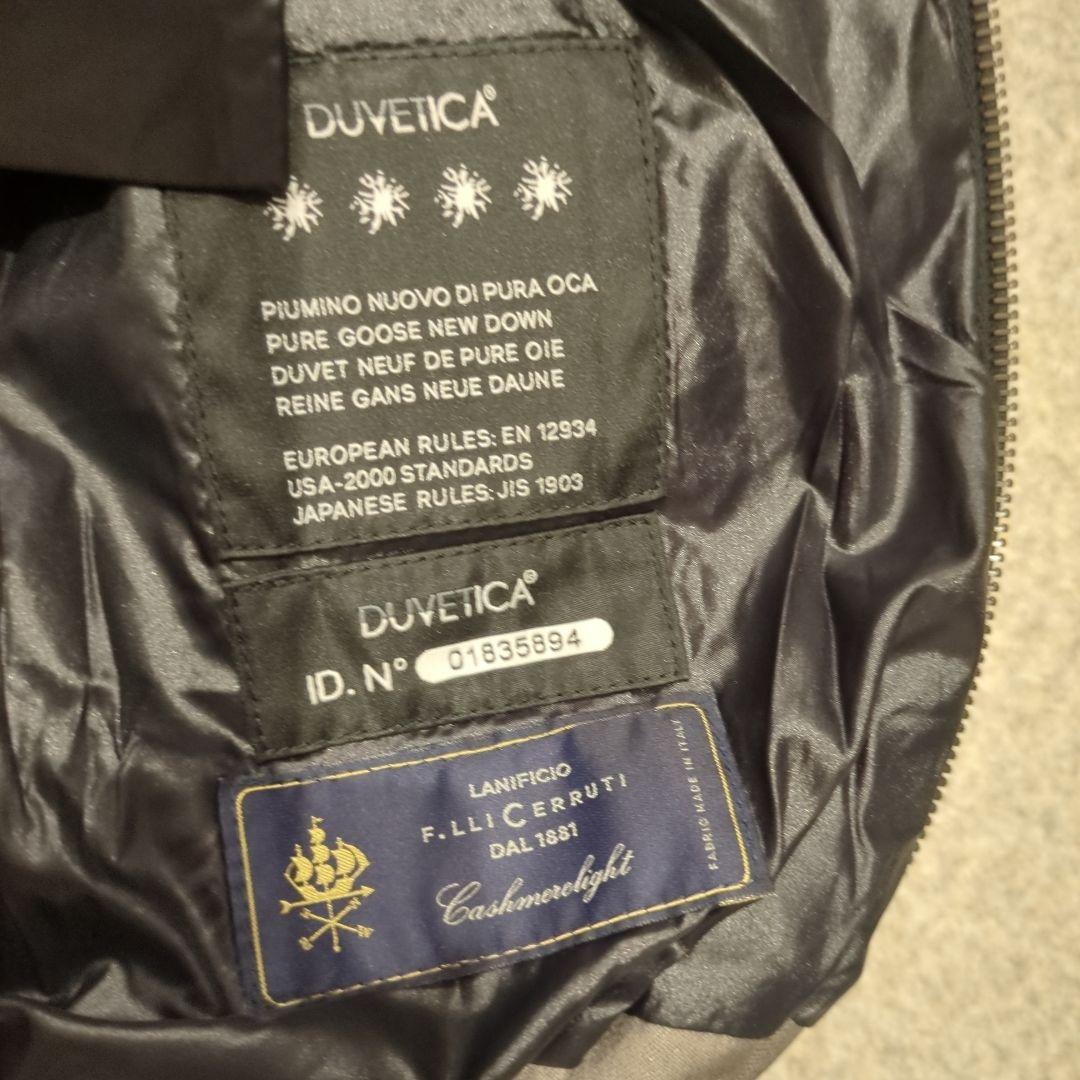 DUVETICA®
PIUMINO NUOVO DI PURA OCA
PURE GOOSE NEW DOWN
DUVET NEUF DE PURE OIE
REINE GANS NEUE DAUNE
EUROPEAN RULES: EN 12934
USA-2000 STANDARDS
JAPANESE RULES: JIS 1903
DUVETICA®
ID. N° 01835894
LANIFICIO
F.LLI CERRUTI
DAL 1881
Cashmerelight
FABRIC MADE IN ITALY